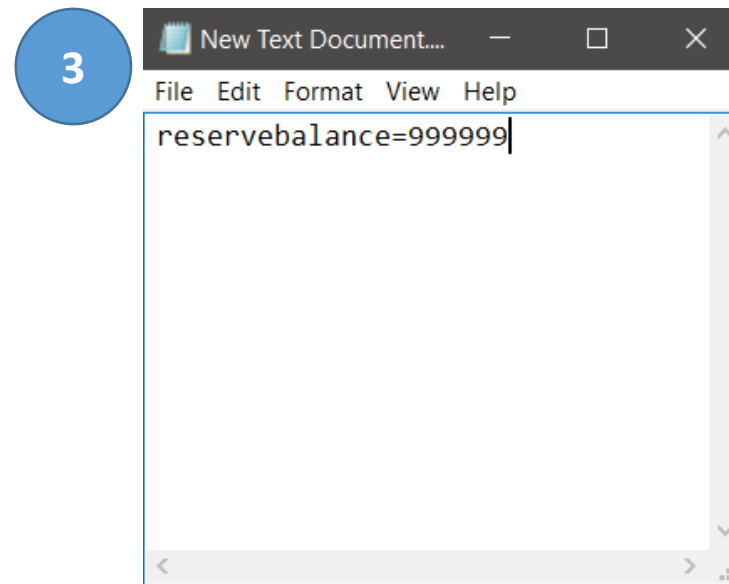 3
New Text Document....
File Edit Format View Help
reservebalance=999999